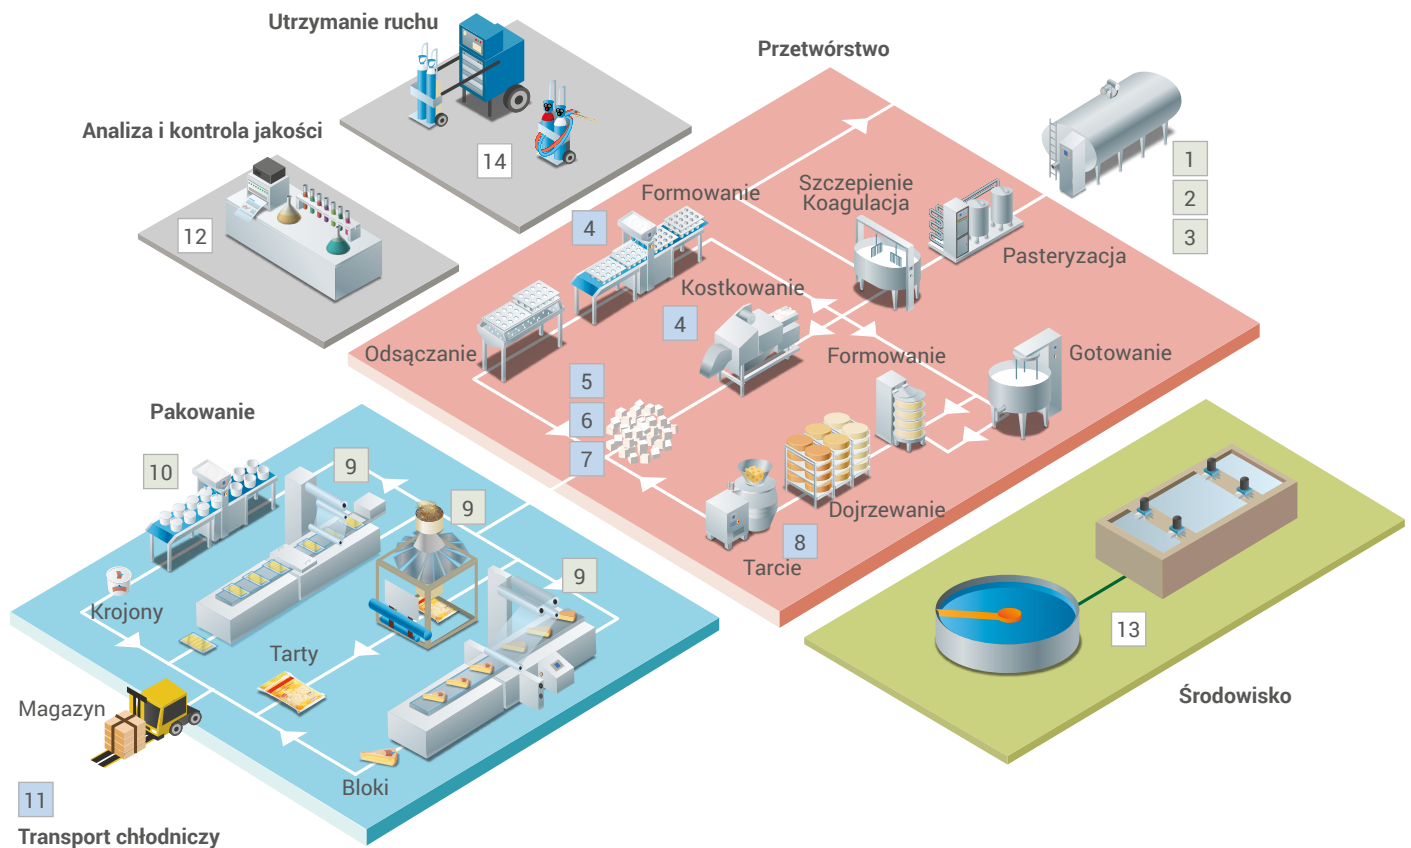 Utrzymanie ruchu
14
Analiza i kontrola jakości
12
Przetwórstwo
1
2
3
Formowanie
4
Szczepienie
Koagulacja
Pasteryzacja
Kostkowanie
4
Odsączanie
Formowanie
Gotowanie
5
6
7
Dojrzewanie
8
Tarcie
Pakowanie
10
9
9
9
Krojony
Tarty
Magazyn
Bloki
11
Transport chłodniczy
13
Środowisko